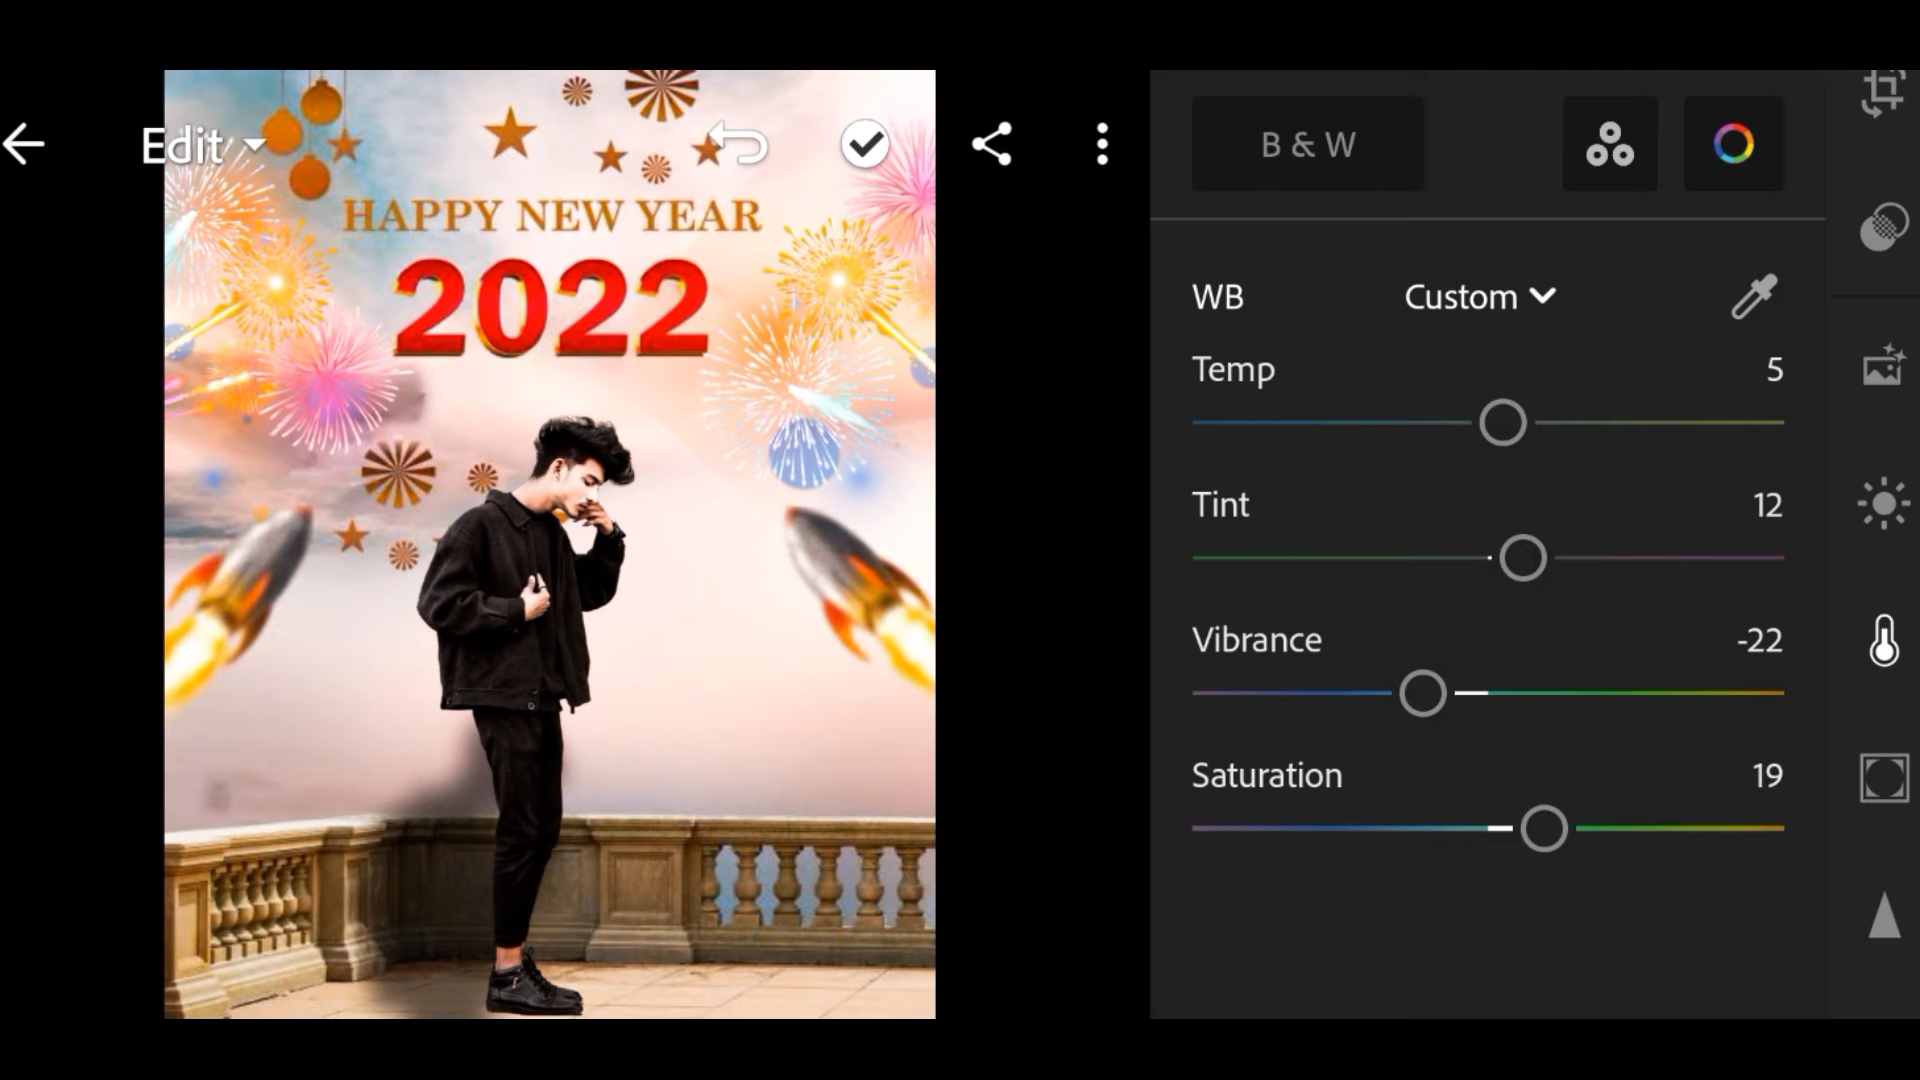 Edit
HAPPY NEW YEAR
2022
B & W
WB
Custom
Temp
5
Tint
12
Vibrance
-22
Saturation
19